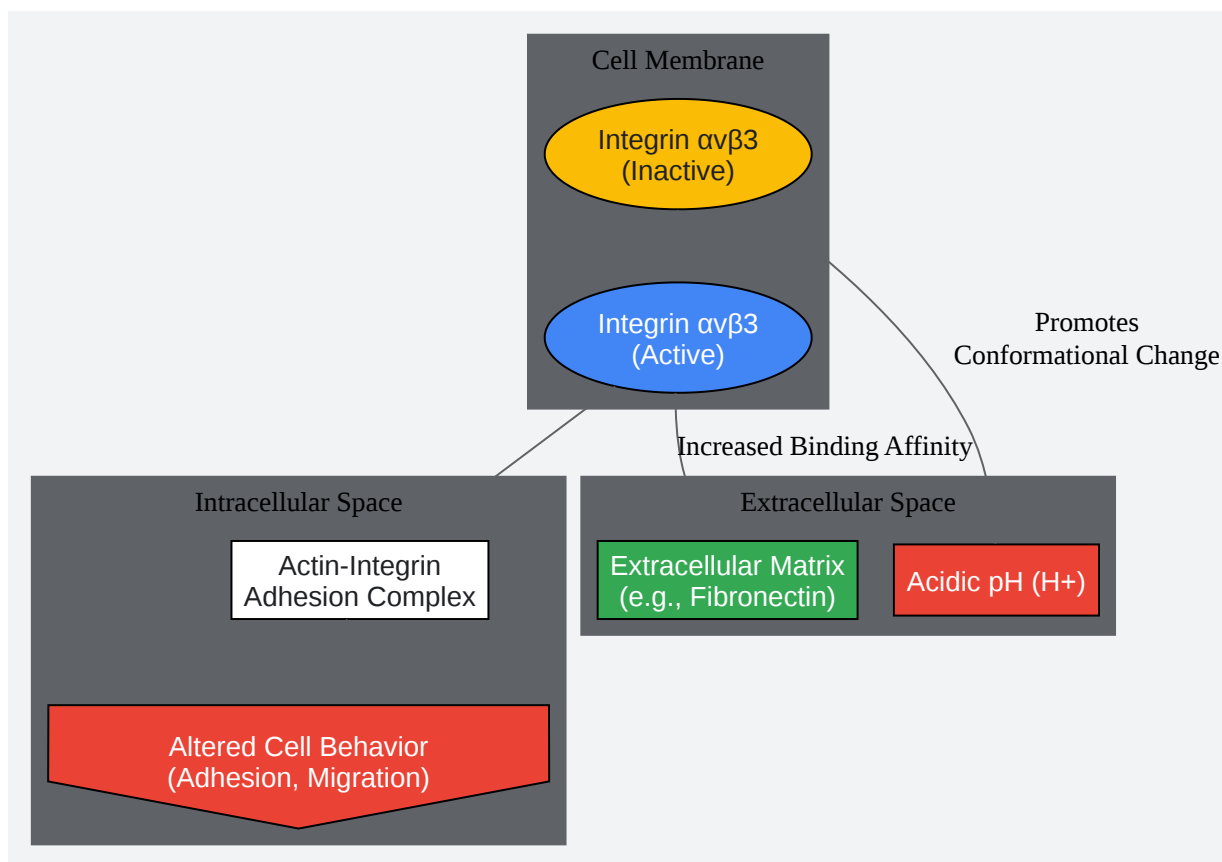 Cell Membrane
Integrin αvβ3
(Inactive)
Integrin αvβ3
(Active)
Promotes
Conformational Change
Increased Binding Affinity
Intracellular Space
Actin-Integrin
Adhesion Complex
Altered Cell Behavior
(Adhesion, Migration)
Extracellular Space
Extracellular Matrix
(e.g., Fibronectin)
Acidic pH (H+)